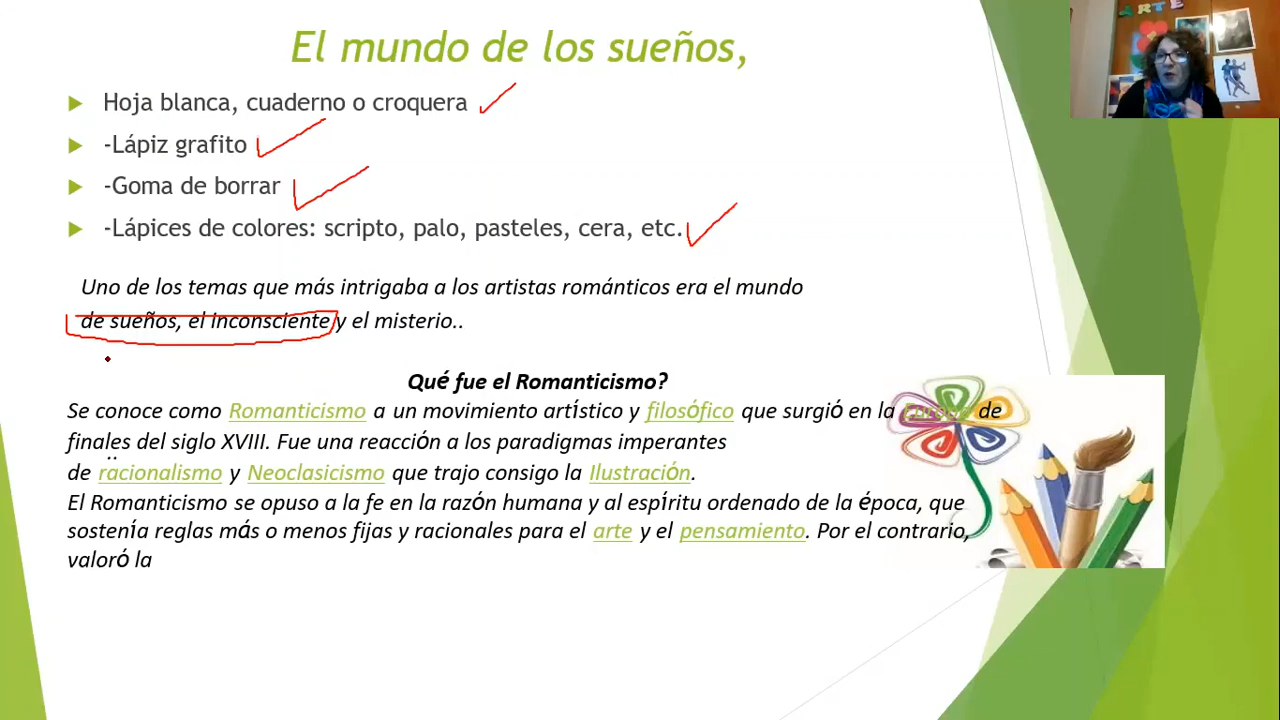 El mundo de los sueños,
Hoja blanca, cuaderno o croquera
-Lápiz grafito
-Goma de borrar
-Lápices de colores: scripto, palo, pasteles, cera, etc.
Uno de los temas que más intrigaba a los artistas románticos era el mundo
de sueños, el inconsciente y el misterio..
Qué fue el Romanticismo?
Se conoce como Romanticismo a un movimiento artístico y filosófico que surgió en la Europa de
finales del siglo XVIII. Fue una reacción a los paradigmas imperantes
de racionalismo y Neoclasicismo que trajo consigo la Ilustración.
El Romanticismo se opuso a la fe en la razón humana y al espíritu ordenado de la época, que
sostenía reglas más o menos fijas y racionales para el arte y el pensamiento. Por el contrario,
valoró la
ARTE